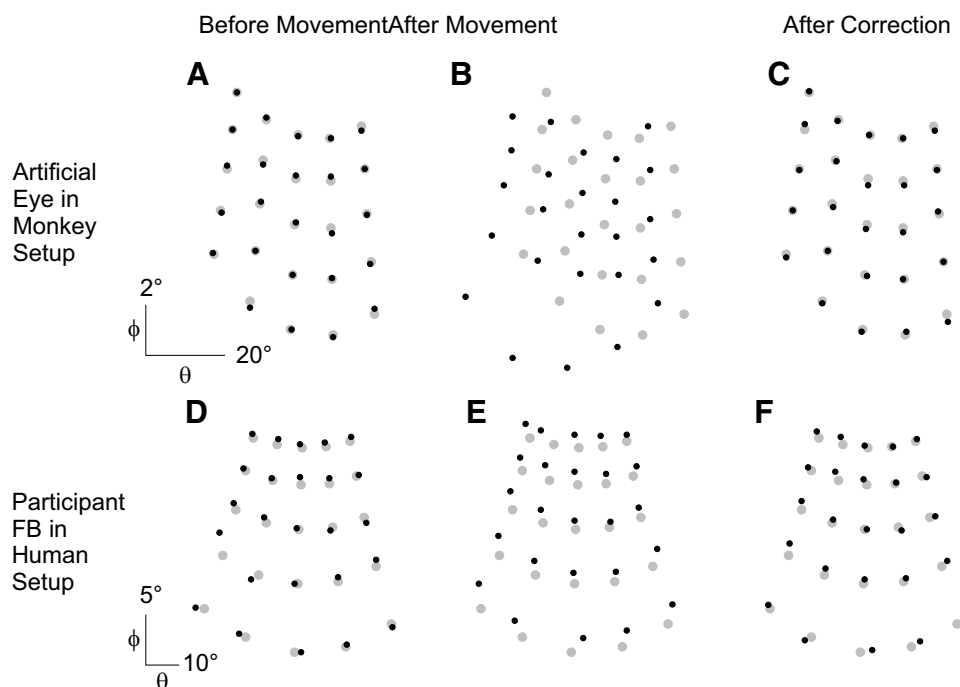 Before MovementAfter Movement After Correction
A B C
Artificial
Eye in
Monkey
Setup
2°
ϕ
20°
θ
D E F
Participant
FB in
Human
Setup
5°
ϕ
10°
θ